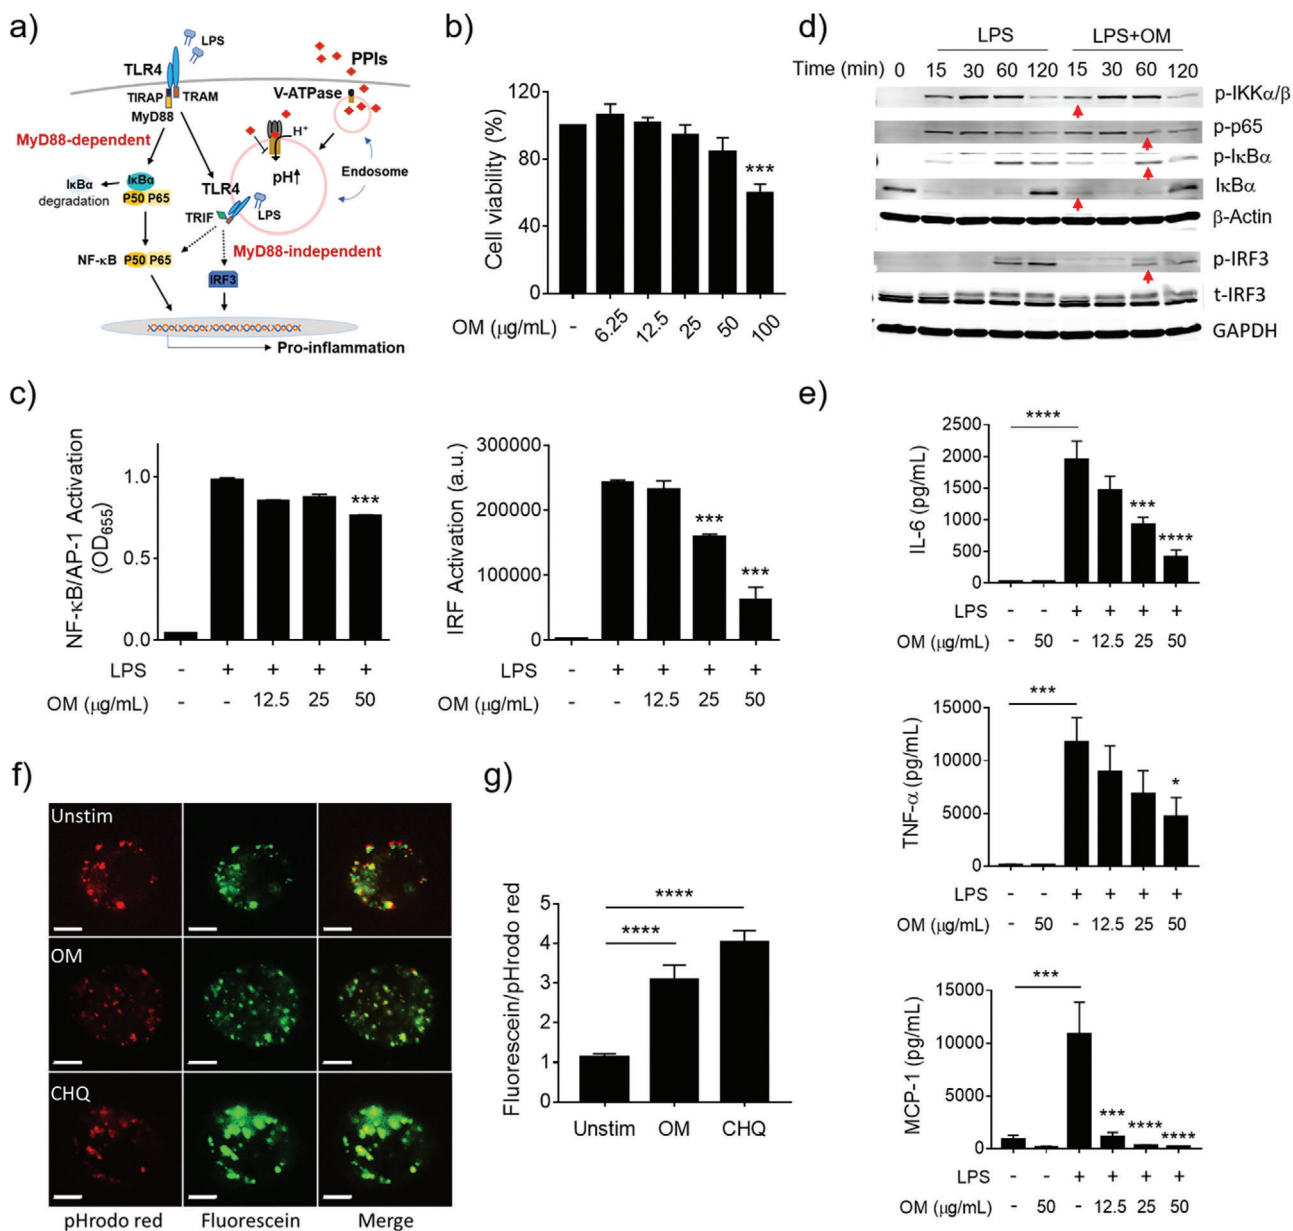 a)
LPS
TLR4
PPIs
TIRAP
TRAM
V-ATPase
MyD88
MyD88-dependent
H⁺
Endosome
pH↑
IκBα
degradation
IκBα
P50 P65
TLR4
LPS
TRIF
MyD88-independent
NF-κB
P50 P65
IRF3
Pro-inflammation
b)
Cell viability (%)
120
80
40
0
***
OM (μg/mL)
- 6.25 12.5 25 50 100
d)
LPS LPS+OM
Time (min) 0 15 30 60 120 15 30 60 120
p-IKKα/β
p-p65
p-IκBα
IκBα
β-Actin
p-IRF3
t-IRF3
GAPDH
c)
NF-κB/AP-1 Activation
(OD655)
1.0
0.5
0.0
***
LPS - + + + +
OM (μg/mL) - - 12.5 25 50
IRF Activation (a.u.)
300000
200000
100000
0
***
***
- + + + +
- - 12.5 25 50
e)
IL-6 (pg/mL)
2500
2000
1500
1000
500
0
****
***
****
LPS - - + + + +
OM (μg/mL) - 50 - 12.5 25 50
TNF-α (pg/mL)
15000
10000
5000
0
***
*
LPS - - + + + +
OM (μg/mL) - 50 - 12.5 25 50
MCP-1 (pg/mL)
15000
10000
5000
0
***
***
****
****
LPS - - + + + +
OM (μg/mL) - 50 - 12.5 25 50
f)
Unstim
OM
CHQ
pHrodo red Fluorescein Merge
g)
Fluorescein/pHrodo red
5
4
3
2
1
0
****
****
Unstim OM CHQ